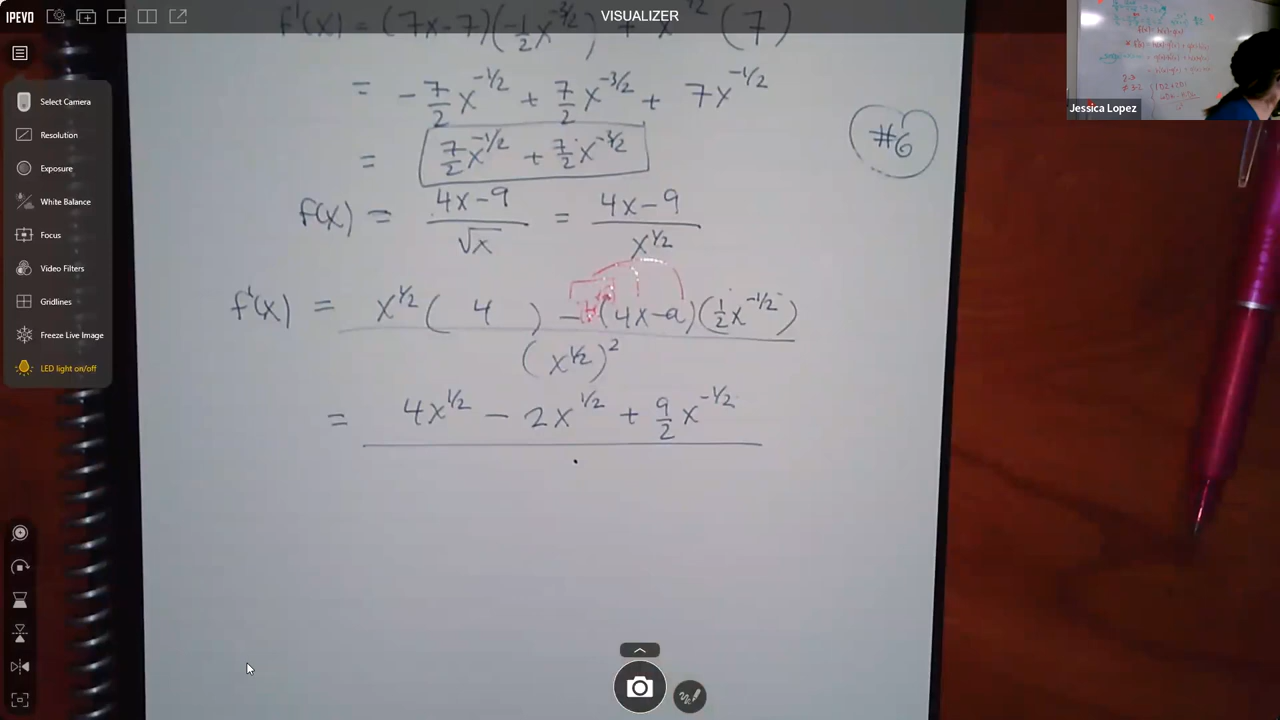 IPEVO
VISUALIZER
Select Camera
Resolution
Exposure
White Balance
Focus
Video Filters
Gridlines
Freeze Live Image
LED light on/off
Jessica Lopez
f'(x) = (7x-7)(-1/2 x^-3/2) + x^-1/2 (7)
= -7/2 x^-1/2 + 7/2 x^-3/2 + 7x^-1/2
= 7/2 x^-1/2 + 7/2 x^-3/2
#6
f(x) = (4x-9)/√x = (4x-9)/x^1/2
f'(x) = (x^1/2 (4) - (4x-9)(1/2 x^-1/2))/(x^1/2)^2
= 4x^1/2 - 2x^1/2 + 9/2 x^-1/2